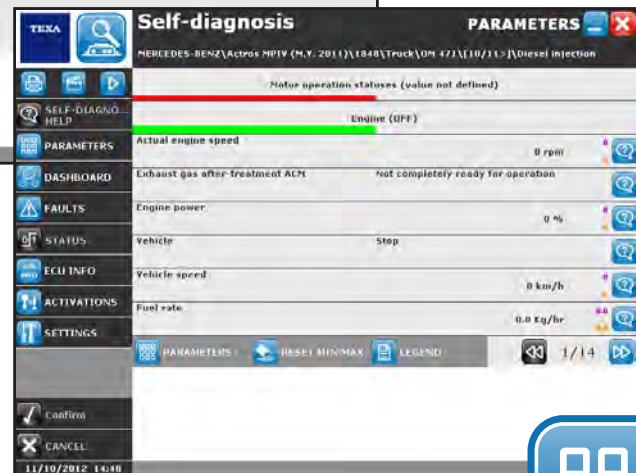 TEXA
Self-diagnosis
PARAMETERS
MERCEDES-BENZ\Actros MPIV (M.Y. 2011)\1848\Truck\OM 471\[10/11>]\Diesel injection
Motor operation statuses (value not defined)
Engine (OFF)
SELF-DIAGNO...
HELP
PARAMETERS
DASHBOARD
FAULTS
OFF STATUS
ECU INFO
ACTIVATIONS
SETTINGS
Confirm
CANCEL
11/10/2012 14:48
Actual engine speed 0 rpm
Exhaust gas after-treatment ACM Not completely ready for operation
Engine power 0 %
Vehicle Stop
Vehicle speed 0 km/h
Fuel rate 0.0 Kg/hr
PARAMETERS RESET MIN/MAX LEGEND 1/14